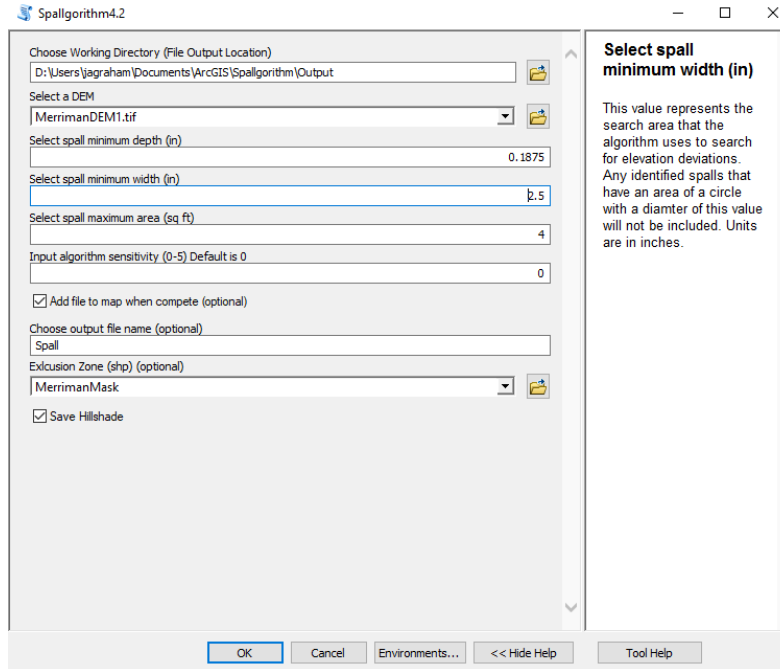 Spallgorithm4.2
Choose Working Directory (File Output Location)
D:\Users\jagraham\Documents\ArcGIS\Spallgorithm\Output
Select a DEM
MerrimanDEM1.tif
Select spall minimum depth (in)
0.1875
Select spall minimum width (in)
2.5
Select spall maximum area (sq ft)
4
Input algorithm sensitivity (0-5) Default is 0
0
Add file to map when compete (optional)
Choose output file name (optional)
Spall
Exlcusion Zone (shp) (optional)
MerrimanMask
Save Hillshade
Select spall
minimum width (in)
This value represents the
search area that the
algorithm uses to search
for elevation deviations.
Any identified spalls that
have an area of a circle
with a diamter of this value
will not be included. Units
are in inches.
OK
Cancel
Environments...
<< Hide Help
Tool Help